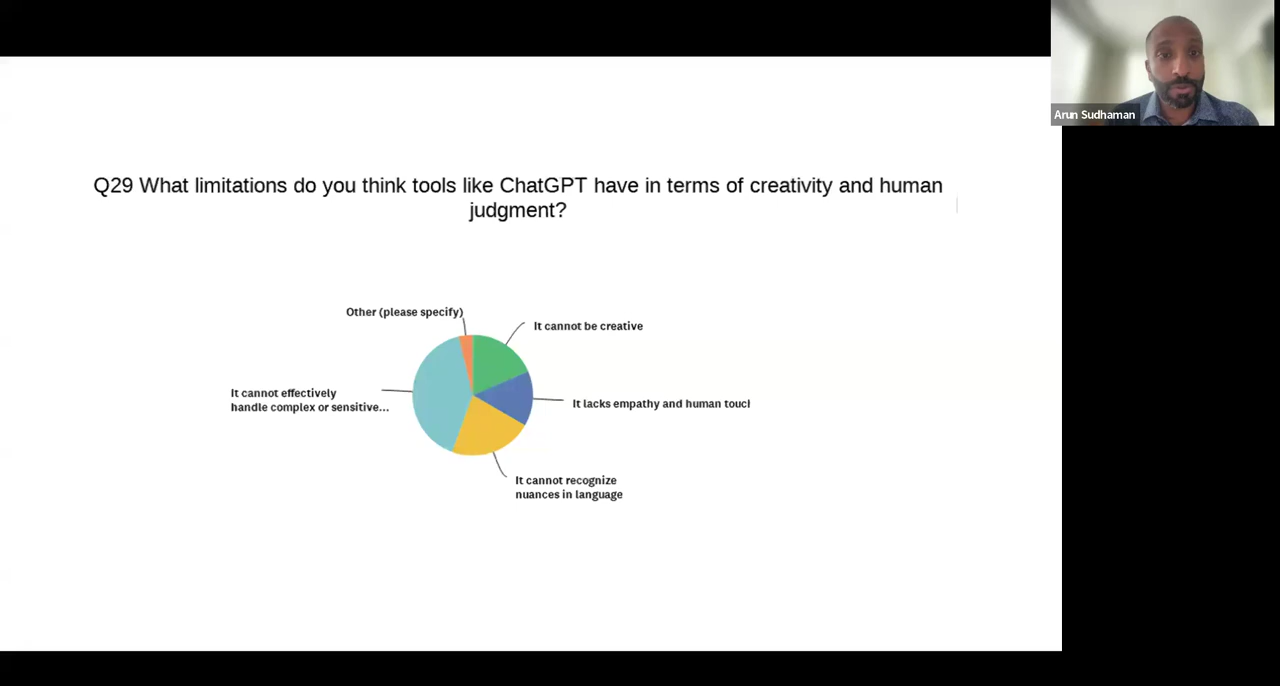 Arun Sudhaman
Q29 What limitations do you think tools like ChatGPT have in terms of creativity and human
judgment?
Other (please specify)
It cannot be creative
It cannot effectively
handle complex or sensitive...
It lacks empathy and human toucl
It cannot recognize
nuances in language